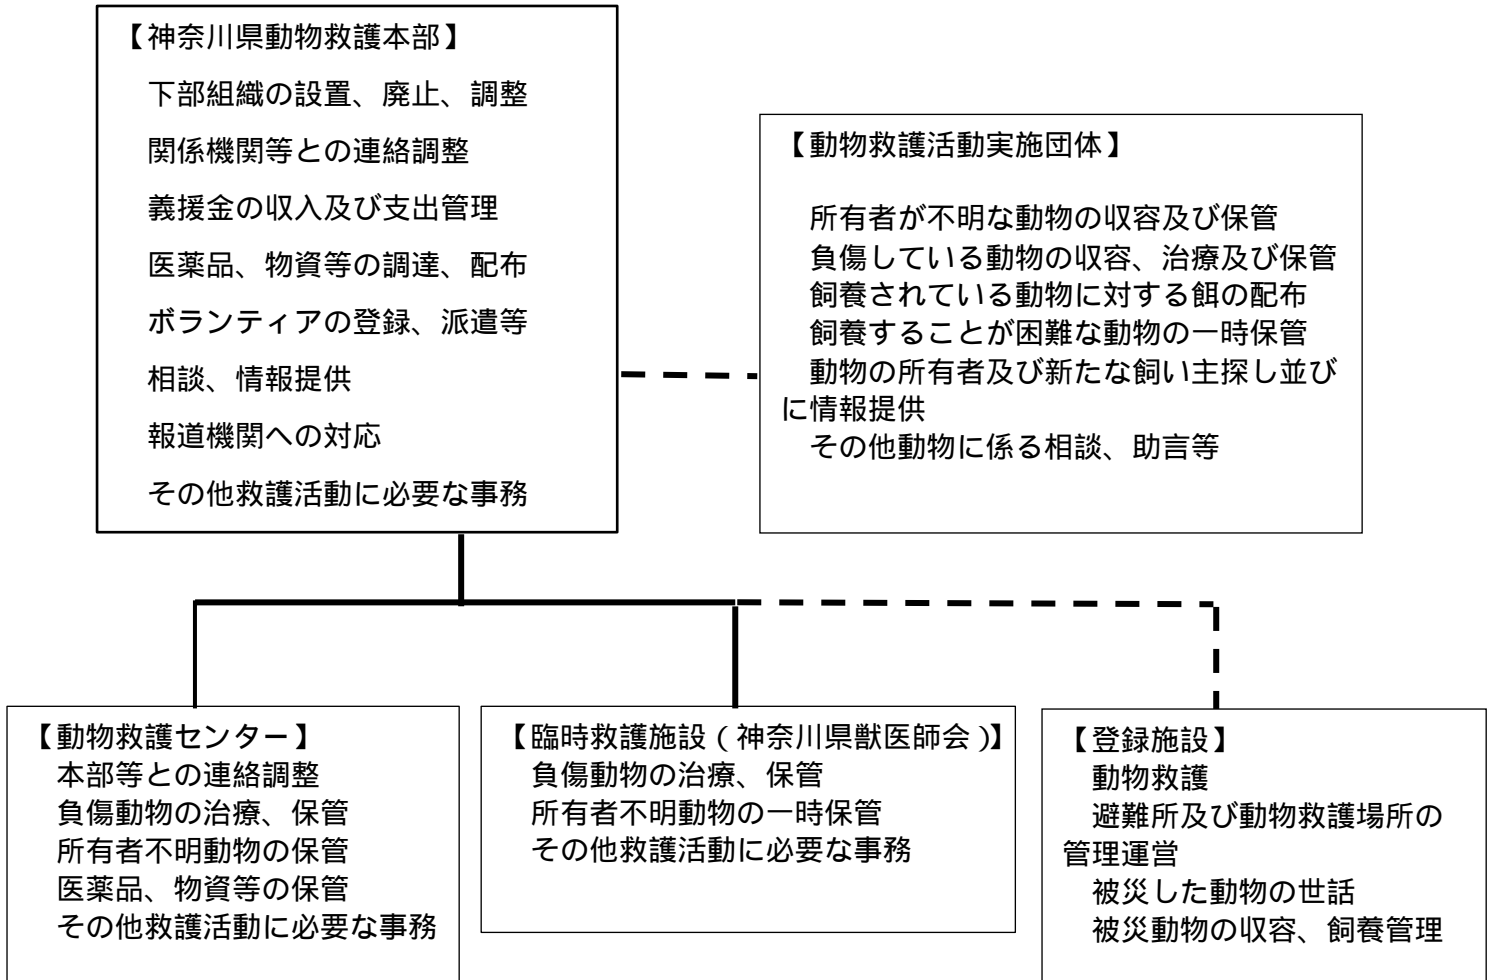 【神奈川県動物救護本部】
下部組織の設置、廃止、調整
関係機関等との連絡調整
義援金の収入及び支出管理
医薬品、物資等の調達、配布
ボランティアの登録、派遣等
相談、情報提供
報道機関への対応
その他救護活動に必要な事務
【動物救護活動実施団体】
所有者が不明な動物の収容及び保管
負傷している動物の収容、治療及び保管
飼養されている動物に対する餌の配布
飼養することが困難な動物の一時保管
動物の所有者及び新たな飼い主探し並び
に情報提供
その他動物に係る相談、助言等
【動物救護センター】
本部等との連絡調整
負傷動物の治療、保管
所有者不明動物の保管
医薬品、物資等の保管
その他救護活動に必要な事務
【臨時救護施設(神奈川県獣医師会)】
負傷動物の治療、保管
所有者不明動物の一時保管
その他救護活動に必要な事務
【登録施設】
動物救護
避難所及び動物救護場所の
管理運営
被災した動物の世話
被災動物の収容、飼養管理